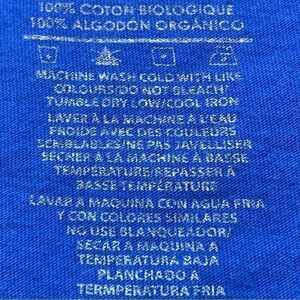 100% COTON BIOLOGIQUE
100% ALGODÓN ORGÁNICO
MACHINE WASH COLD WITH LIKE
COLOURS/DO NOT BLEACH/
TUMBLE DRY LOW/COOL IRON
LAVER À LA MACHINE À L'EAU
FROIDE AVEC DES COULEURS
SEMBLABLES/NE PAS JAVELLISER
SÉCHER À LA MACHINE À BASSE
TEMPÉRATURE/REPASSER À
BASSE TEMPÉRATURE
LAVAR A MAQUINA CON AGUA FRIA
Y CON COLORES SIMILARES
NO USE BLANQUEADOR/
SECAR A MAQUINA A
TEMPERATURA BAJA
PLANCHADO A
TERMPERATURA FRIA